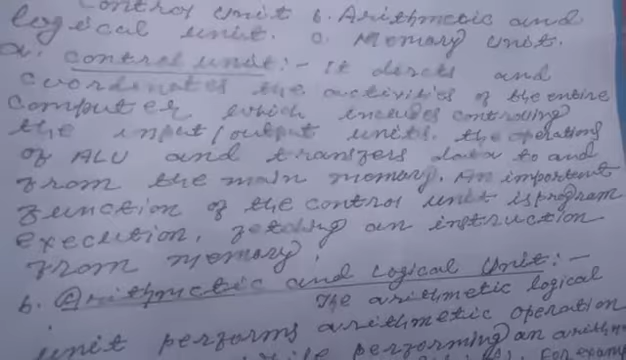 control unit b. Arithmetic and
logical unit. c. Memory unit.
a. control unit:- It directs and
coordinates the activities of the entire
computer which includes controlling
the input/output units. the operations
of ALU and transfers data to and
from the main memory. An important
function of the control unit is program
execution, fetching an instruction
from memory.
b. Arithmetic and Logical Unit:-
The arithmetic logical
unit performs arithmetic operation
performing an
for exam